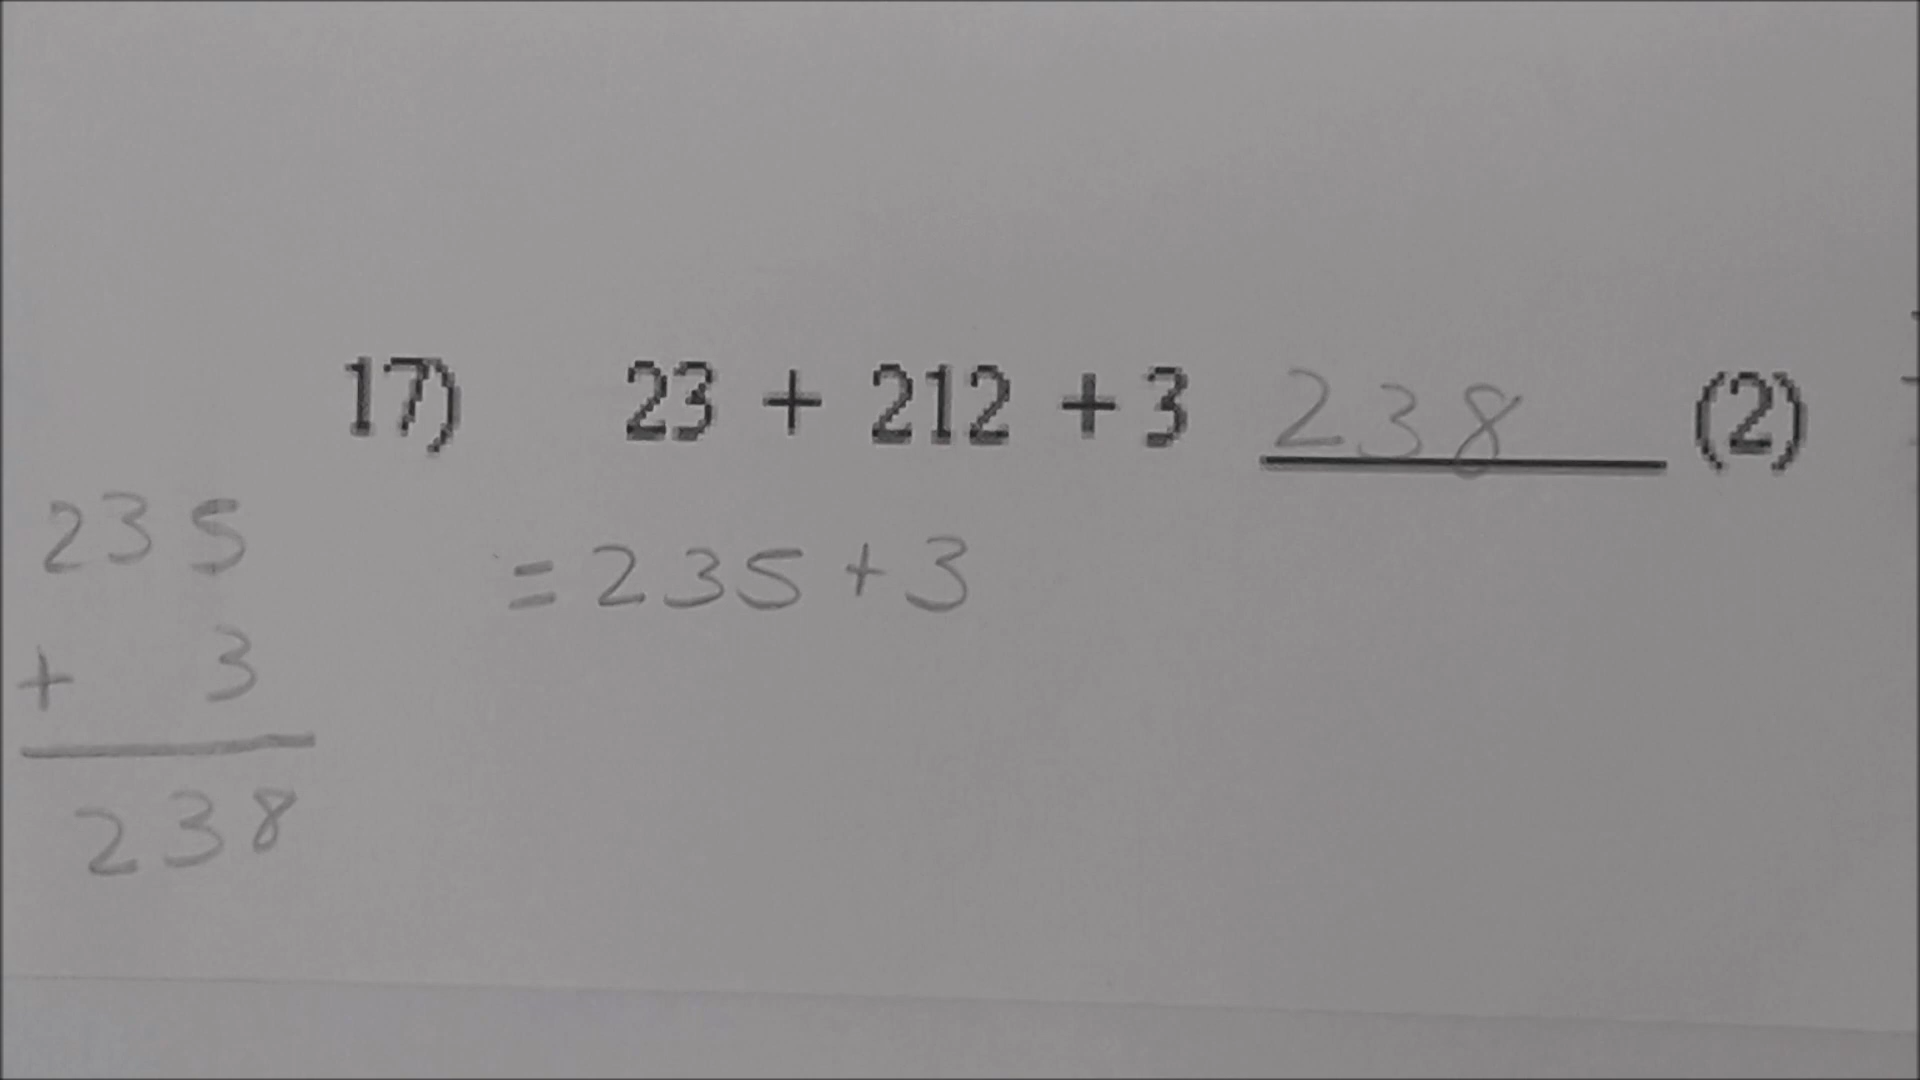 17) 23 + 212 + 3 238 (2)
= 235 + 3
235
+ 3
238